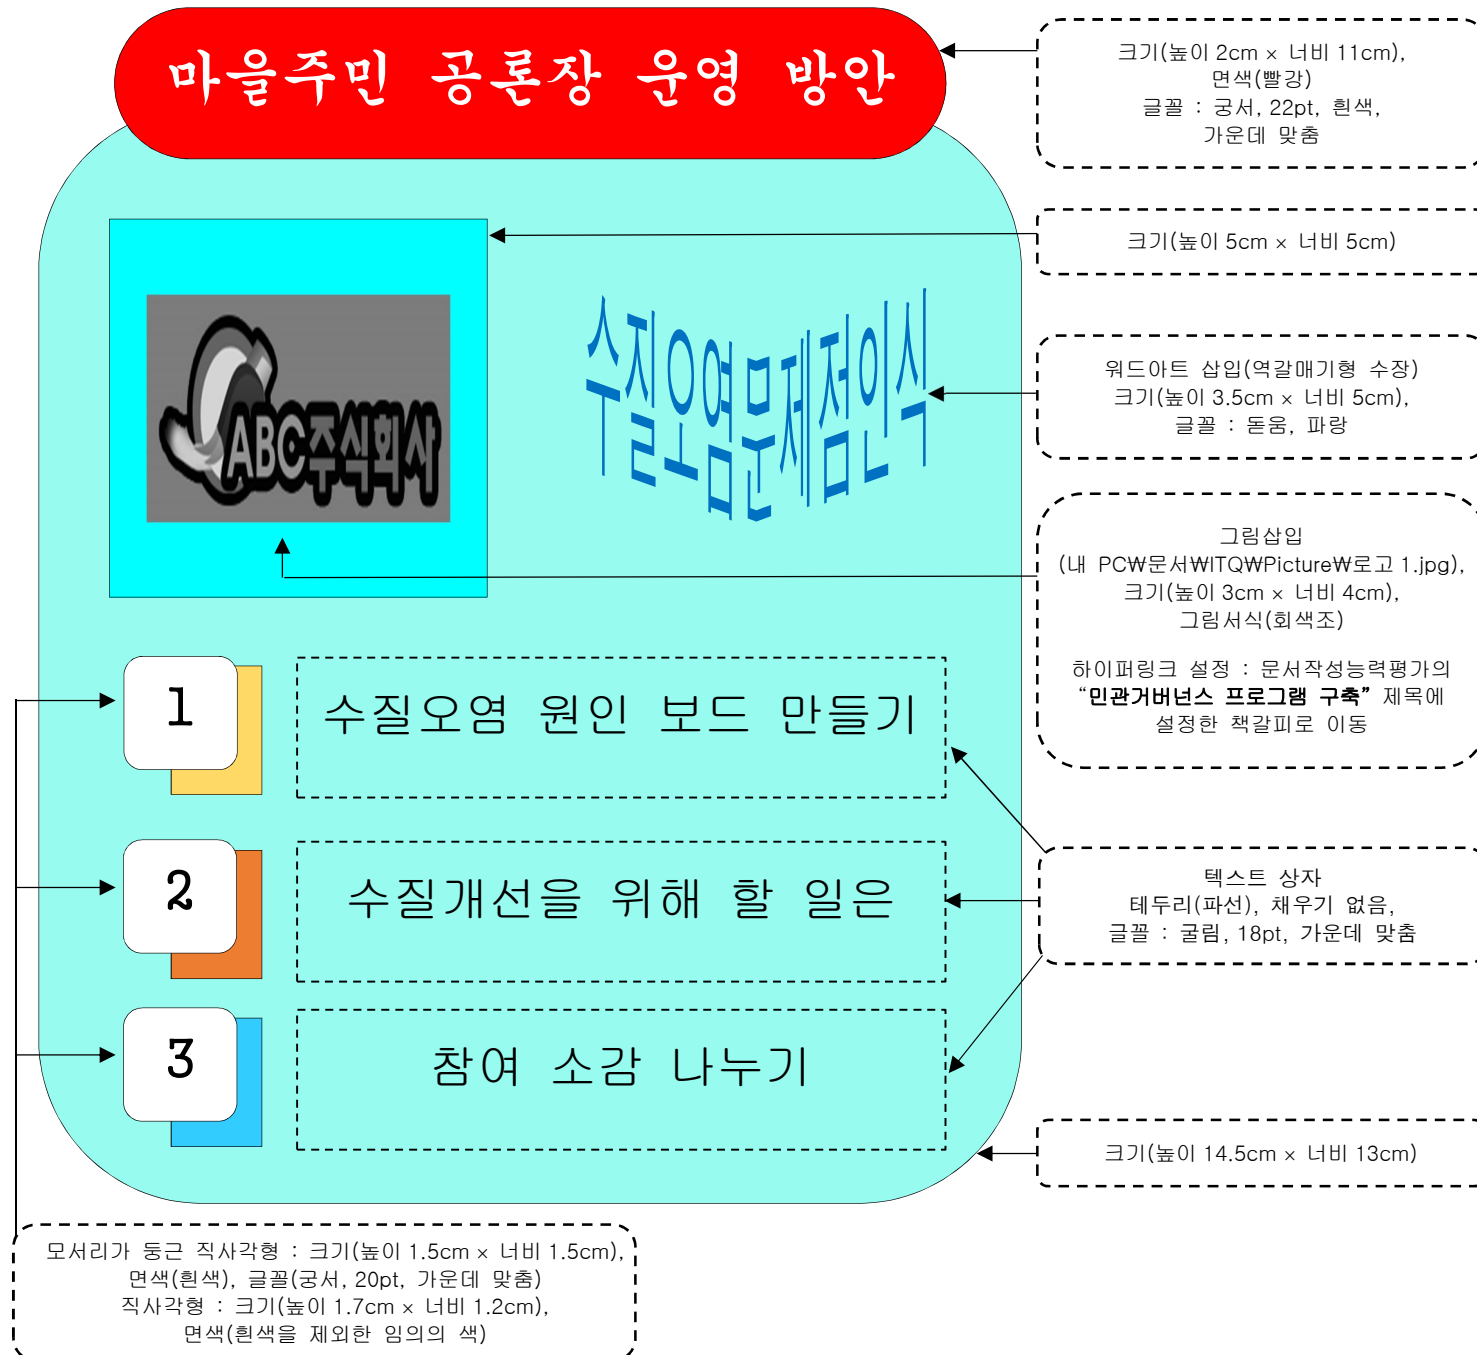 마을주민 공론장 운영 방안
크기(높이 2cm × 너비 11cm),
면색(빨강)
글꼴 : 궁서, 22pt, 흰색,
가운데 맞춤
크기(높이 5cm × 너비 5cm)
ABC주식회사
수질오염문제점인식
워드아트 삽입(역갈매기형 수장)
크기(높이 3.5cm × 너비 5cm),
글꼴 : 돋움, 파랑
그림삽입
(내 PC₩문서₩ITQ₩Picture₩로고1.jpg),
크기(높이 3cm × 너비 4cm),
그림서식(회색조)
하이퍼링크 설정 : 문서작성능력평가의
“민관거버넌스 프로그램 구축” 제목에
설정한 책갈피로 이동
1
수질오염 원인 보드 만들기
2
수질개선을 위해 할 일은
텍스트 상자
테두리(파선), 채우기 없음,
글꼴 : 굴림, 18pt, 가운데 맞춤
3
참여 소감 나누기
크기(높이 14.5cm × 너비 13cm)
모서리가 둥근 직사각형 : 크기(높이 1.5cm × 너비 1.5cm),
면색(흰색), 글꼴(궁서, 20pt, 가운데 맞춤)
직사각형 : 크기(높이 1.7cm × 너비 1.2cm),
면색(흰색을 제외한 임의의 색)